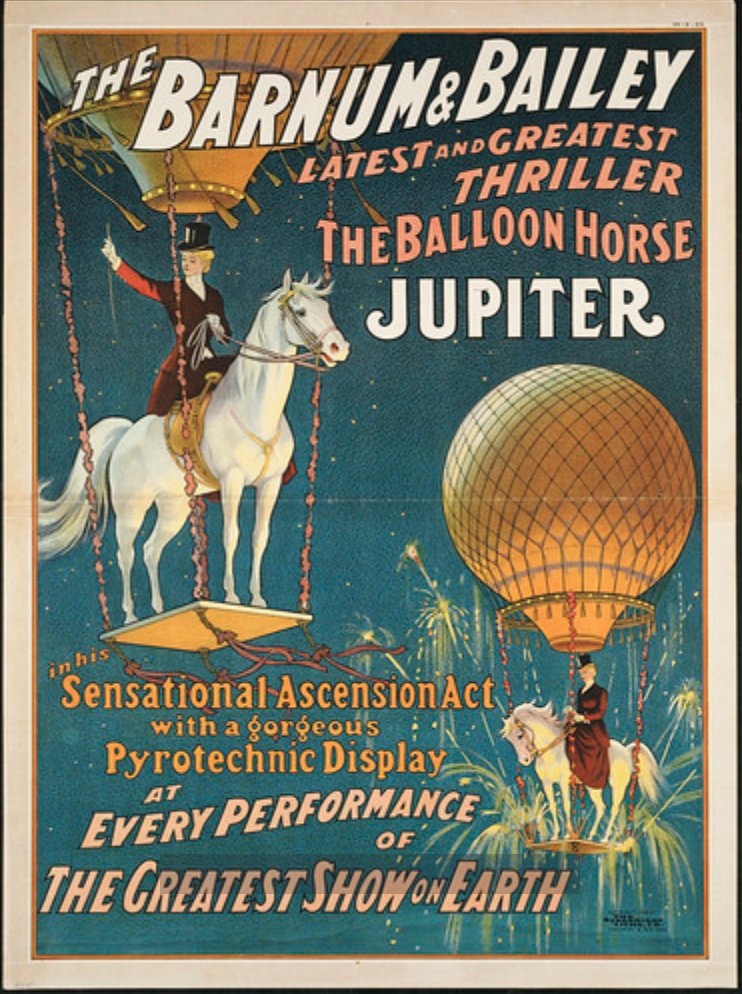 THE BARNUM & BAILEY
LATEST AND GREATEST
THRILLER
THE BALLOON HORSE
JUPITER
in his
Sensational Ascension Act
with a gorgeous
Pyrotechnic Display
AT
EVERY PERFORMANCE
OF
THE GREATEST SHOW ON EARTH